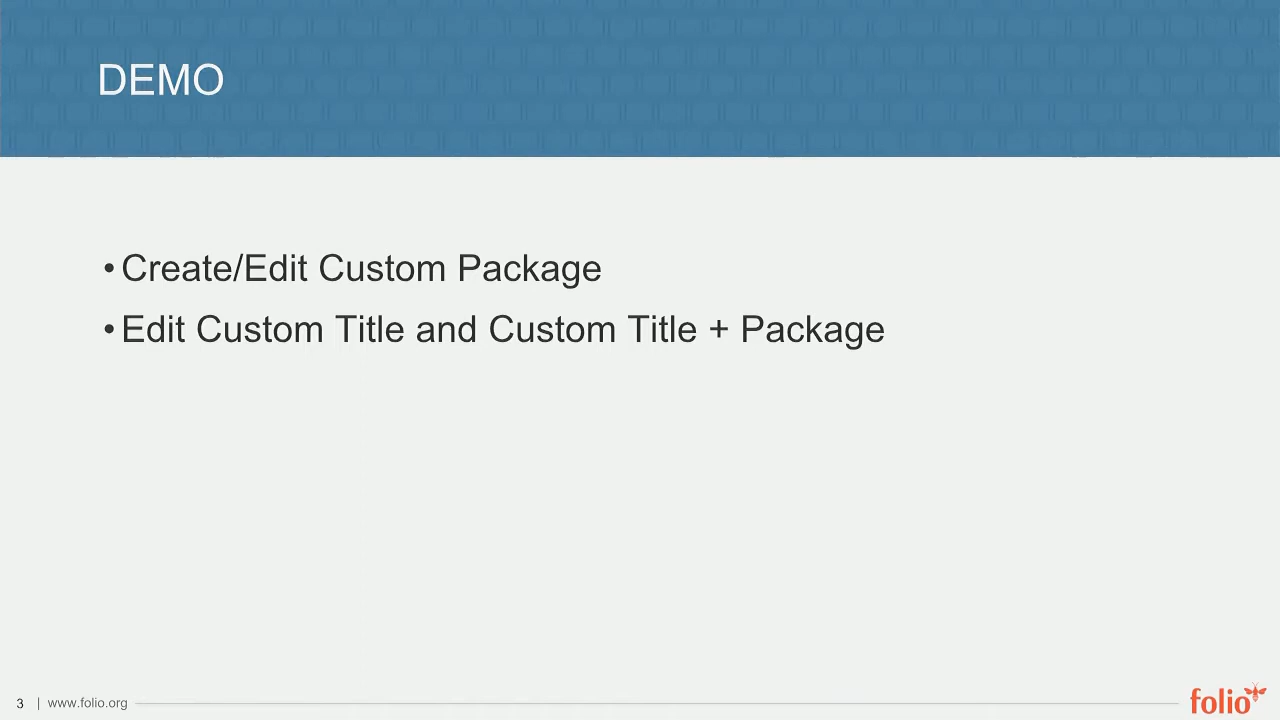 DEMO
• Create/Edit Custom Package
• Edit Custom Title and Custom Title + Package
3 | www.folio.org
folio